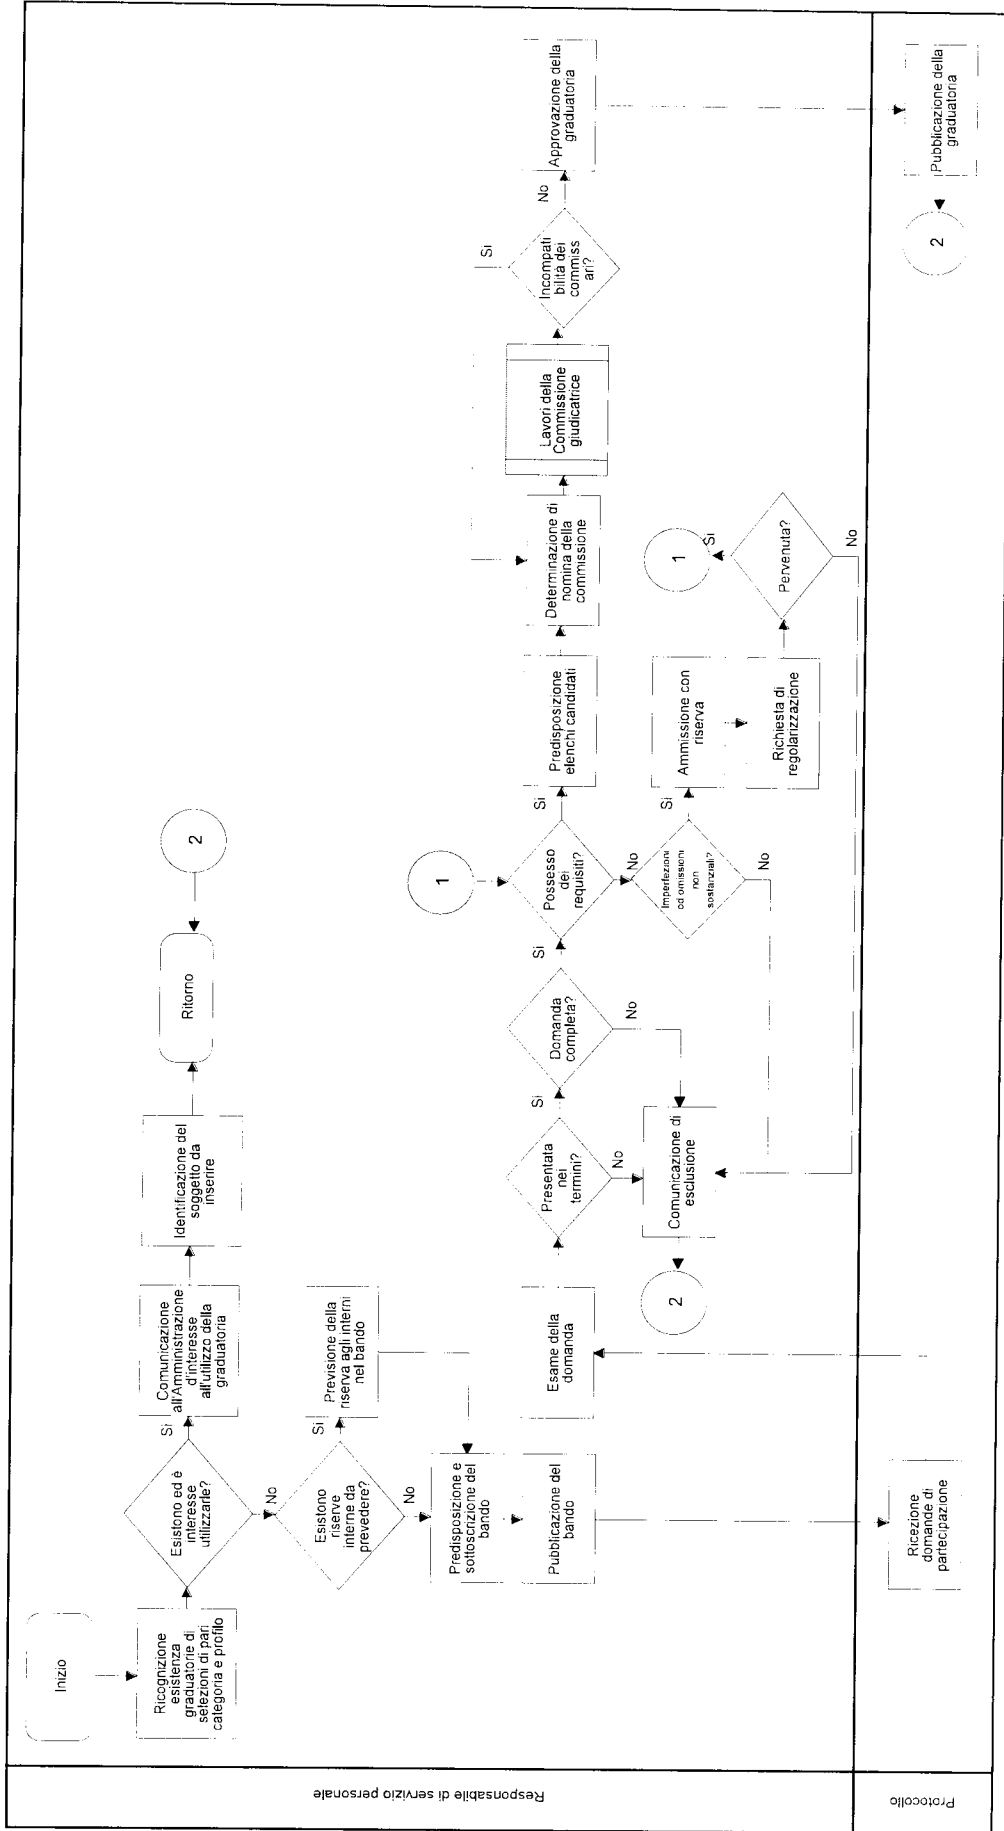 Responsabile di servizio personale
Inizio
Ricognizione
esistenza
graduatorie di
selezioni di pari
categoria e profilo
Esistono ed è
interesse
utilizzarle?
Si
No
Comunicazione
all'Amministrazione
d'interesse
all'utilizzo della
graduatoria
Identificazione del
soggetto da
inserire
Ritorno
2
Esistono
riserve
interne da
prevedere?
Si
No
Previsione della
riserva agli interni
nel bando
Predisposizione e
sottoscrizione del
bando
Pubblicazione del
bando
Esame della
domanda
Presentata
nei
termini?
Si
No
Domanda
completa?
Si
No
1
Possesso
dei
requisiti?
Si
No
Predisposizione
elenchi candidati
Determinazione di
nomina della
commissione
Lavori della
Commissione
giudicatrice
Incompati
bilità dei
commiss
ari?
Si
No
Approvazione della
graduatoria
Comunicazione di
esclusione
2
Imperfezioni
ed omissioni
non
sostanziali?
Si
No
Ammissione con
riserva
Richiesta di
regolarizzazione
Pervenuta?
Si
No
1
Protocollo
Ricezione
domande di
partecipazione
2
Pubblicazione della
graduatoria